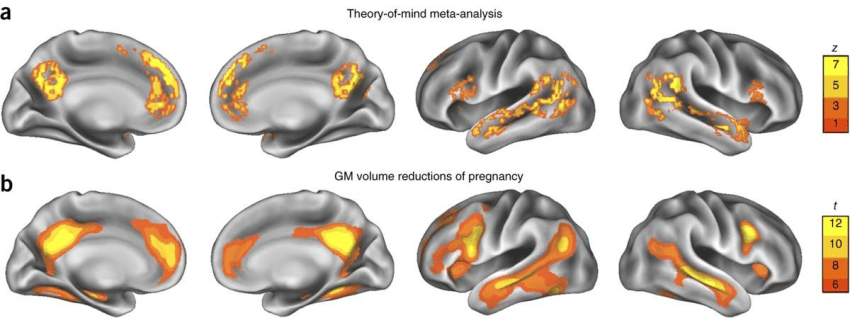 a
Theory-of-mind meta-analysis
z
7
5
3
1
b
GM volume reductions of pregnancy
t
12
10
8
6